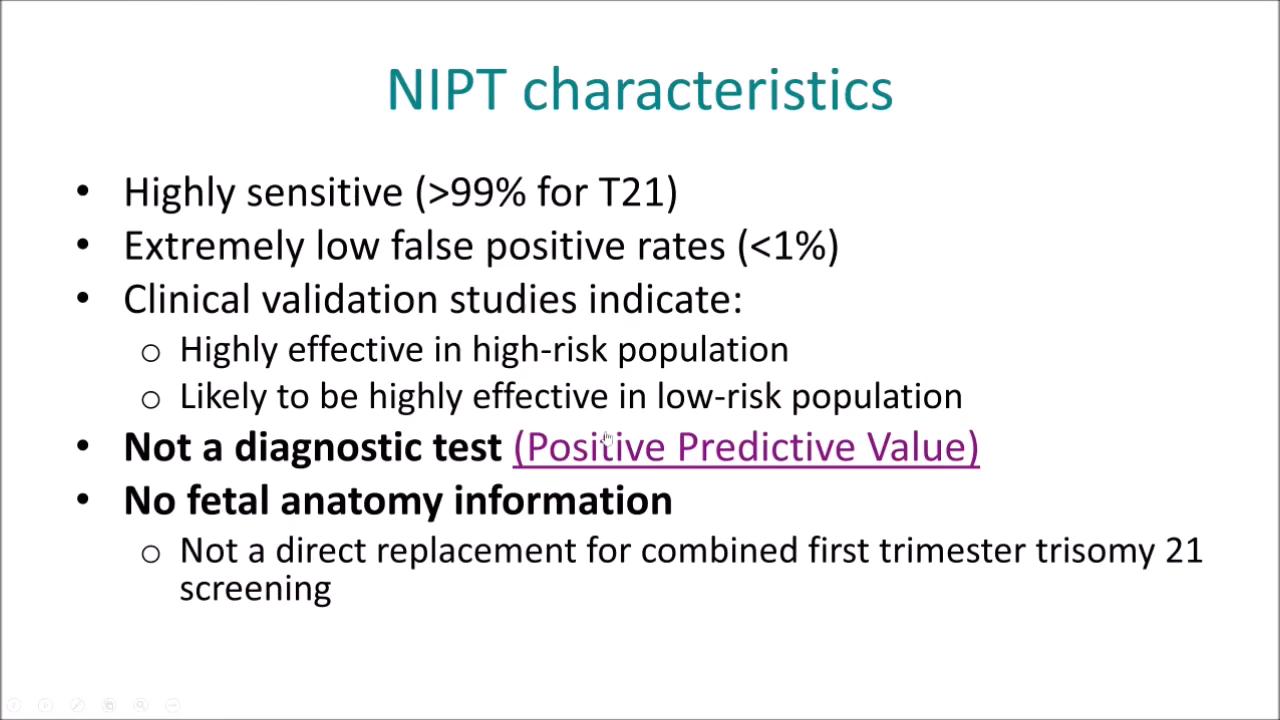 NIPT characteristics
• Highly sensitive (>99% for T21)
• Extremely low false positive rates (<1%)
• Clinical validation studies indicate:
o Highly effective in high-risk population
o Likely to be highly effective in low-risk population
• Not a diagnostic test (Positive Predictive Value)
• No fetal anatomy information
o Not a direct replacement for combined first trimester trisomy 21
screening